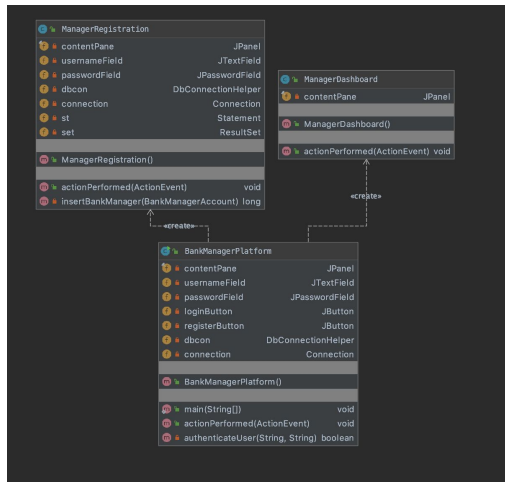 ManagerRegistration
contentPane JPanel
usernameField JTextField
passwordField JPasswordField
dbcon DbConnectionHelper
connection Connection
st Statement
set ResultSet
ManagerRegistration()
actionPerformed(ActionEvent) void
insertBankManager(BankManagerAccount) long
ManagerDashboard
contentPane JPanel
ManagerDashboard()
actionPerformed(ActionEvent) void
«create»
«create»
BankManagerPlatform
contentPane JPanel
usernameField JTextField
passwordField JPasswordField
loginButton JButton
registerButton JButton
dbcon DbConnectionHelper
connection Connection
BankManagerPlatform()
main(String[]) void
actionPerformed(ActionEvent) void
authenticateUser(String, String) boolean